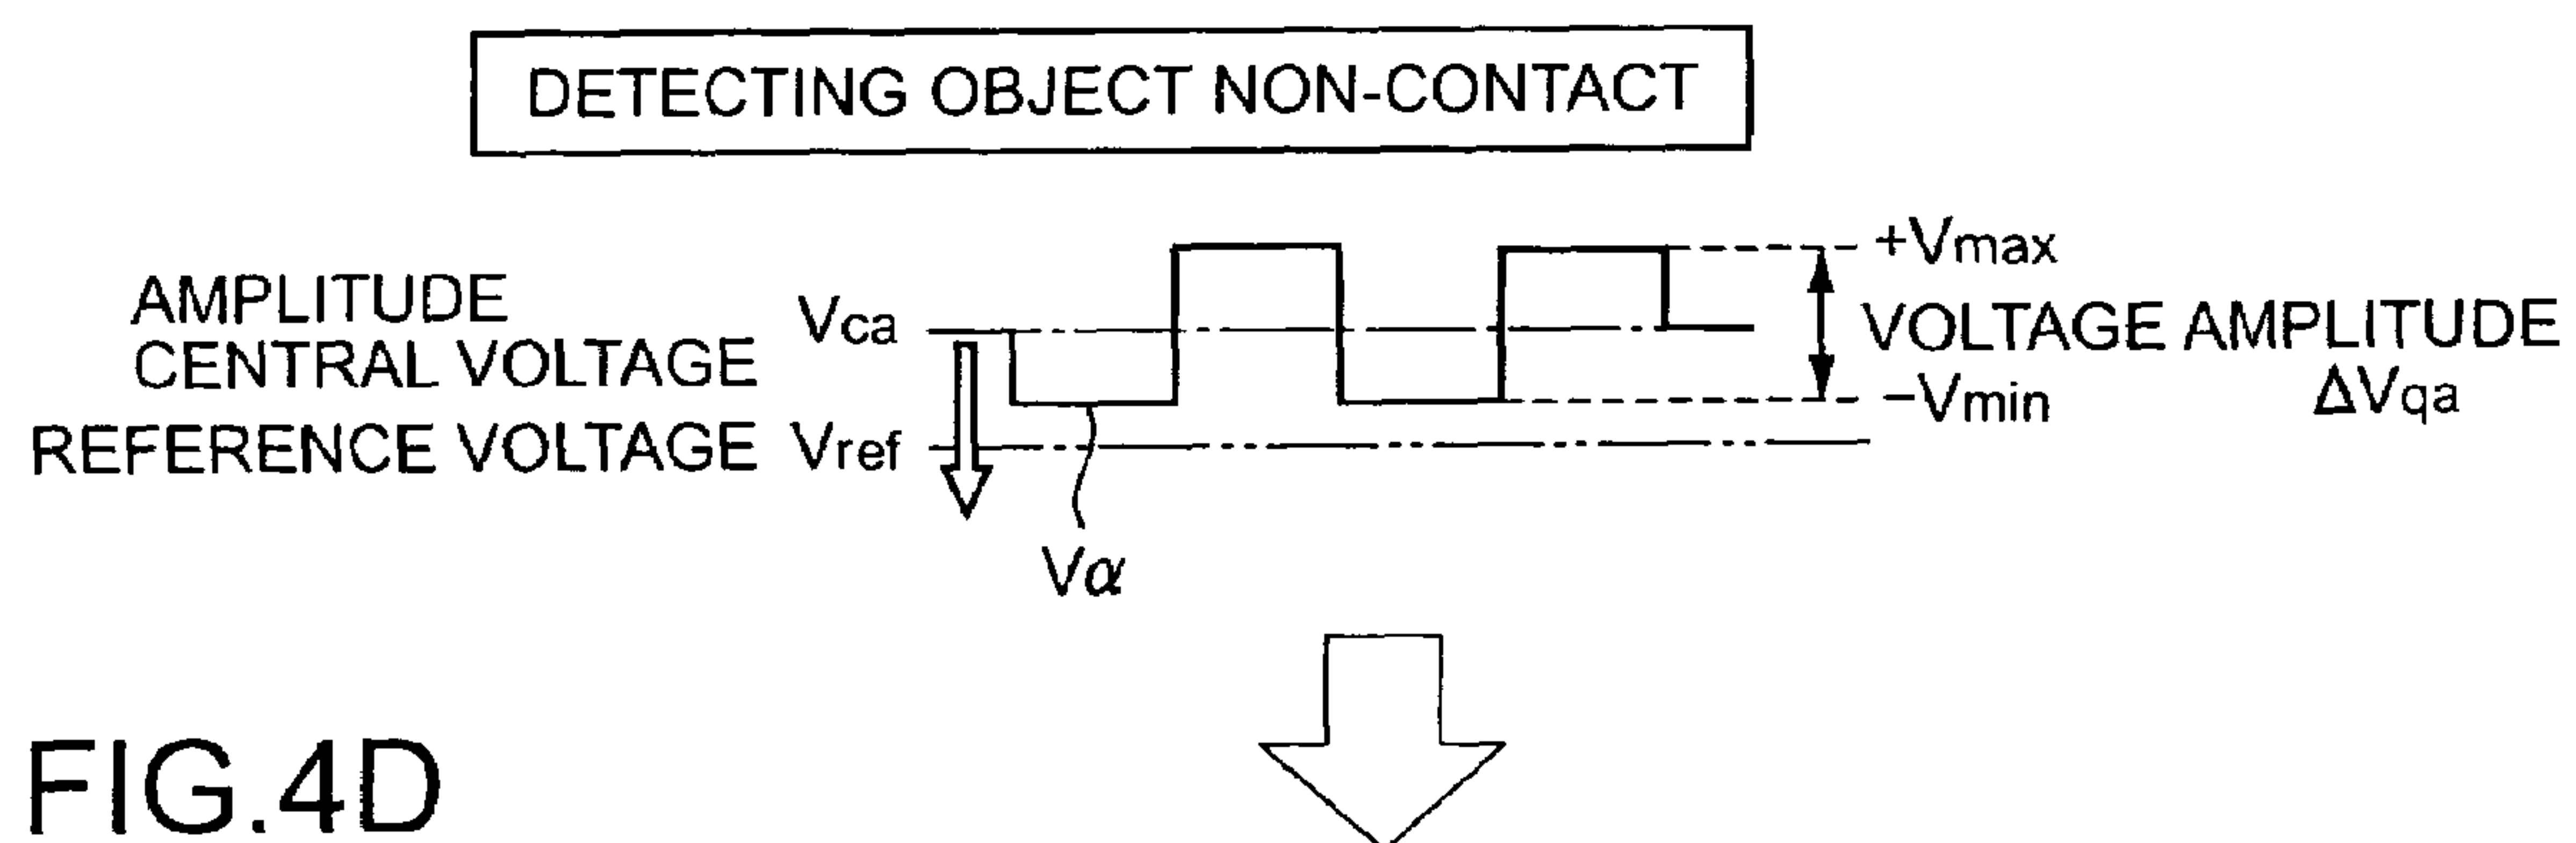 DETECTING OBJECT NON-CONTACT
+Vmax
AMPLITUDE
CENTRAL VOLTAGE Vca
VOLTAGE AMPLITUDE
ΔVqa
−Vmin
REFERENCE VOLTAGE Vref
Vα
FIG.4D